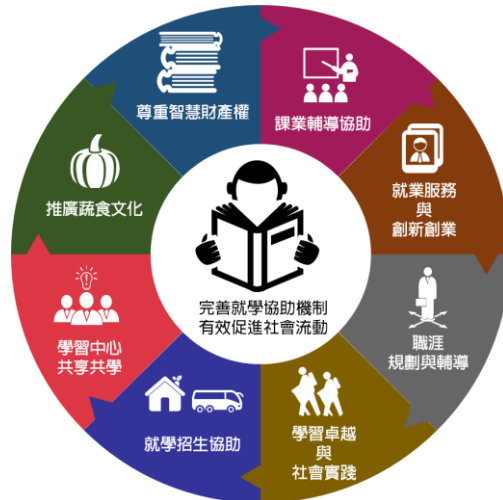 尊重智慧財產權
課業輔導協助
就業服務
與
創新創業
職涯
規劃與輔導
學習卓越
與
社會實踐
就學招生協助
學習中心
共享共學
推廣蔬食文化
完善就學協助機制
有效促進社會流動